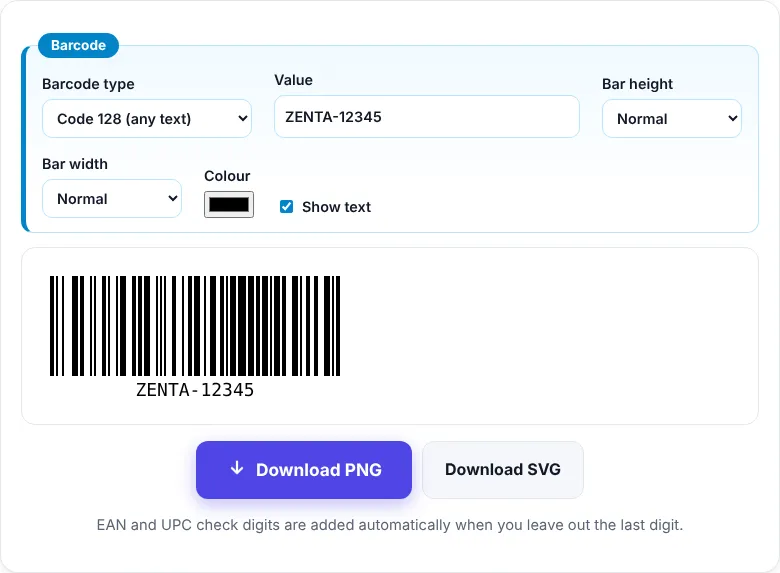 Barcode
Barcode type
Value
Bar height
Code 128 (any text)
ZENTA-12345
Normal
Bar width
Colour
Normal
Show text
ZENTA-12345
Download PNG
Download SVG
EAN and UPC check digits are added automatically when you leave out the last digit.